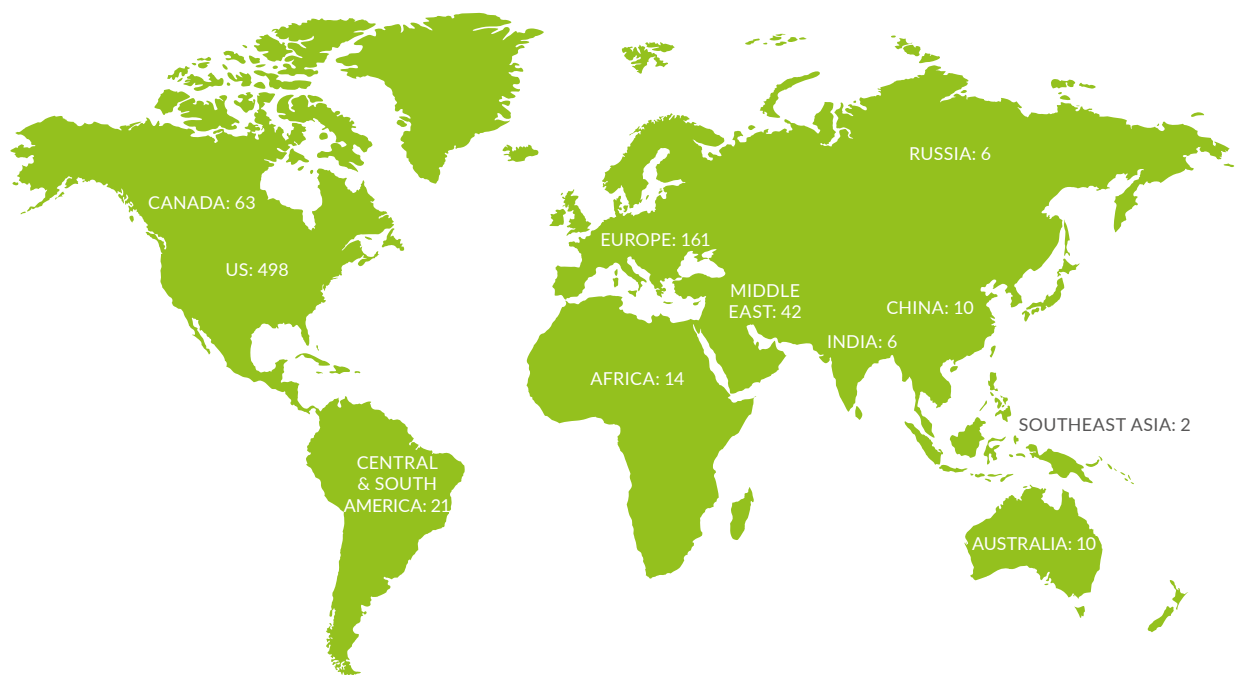 RUSSIA: 6
CANADA: 63
EUROPE: 161
US: 498
MIDDLE
EAST: 42
CHINA: 10
INDIA: 6
AFRICA: 14
SOUTHEAST ASIA: 2
CENTRAL
& SOUTH
AMERICA: 21
AUSTRALIA: 10